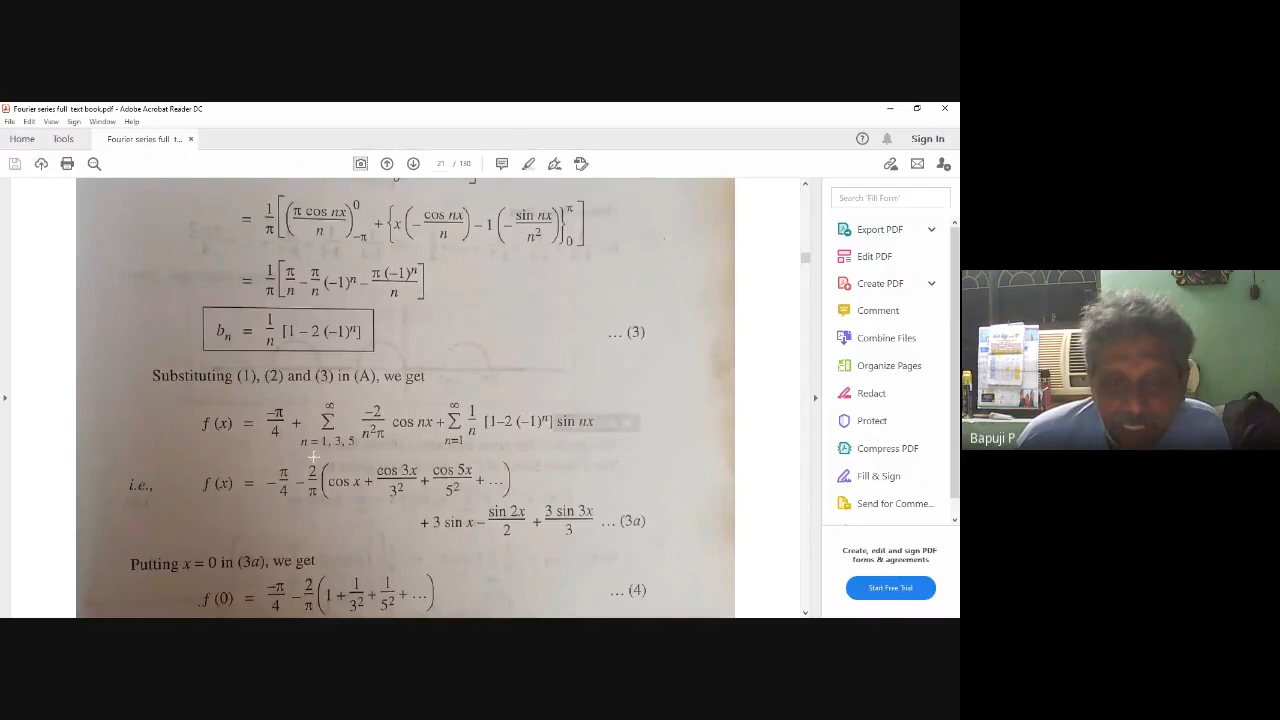 Fourier series full text book.pdf - Adobe Acrobat Reader DC
File Edit View Sign Window Help
Home Tools Fourier series full t... × Sign In
21 / 130
= 1/π [ (π cos nx / n)_{-π}^{0} + { x (- cos nx / n) - 1 (- sin nx / n²) }_{0}^{π} ]
= 1/π [ π/n - π/n (-1)ⁿ - π (-1)ⁿ / n ]
bₙ = 1/n [1 - 2 (-1)ⁿ] ... (3)
Substituting (1), (2) and (3) in (A), we get
f (x) = -π/4 + ∑_{n = 1, 3, 5}^{∞} -2/n²π cos nx + ∑_{n=1}^{∞} 1/n [1-2 (-1)ⁿ] sin nx
i.e., f (x) = - π/4 - 2/π ( cos x + cos 3x / 3² + cos 5x / 5² + ... )
+ 3 sin x - sin 2x / 2 + 3 sin 3x / 3 ... (3a)
Putting x = 0 in (3a), we get
f (0) = -π/4 - 2/π ( 1 + 1/3² + 1/5² + ... ) ... (4)
Search 'Fill Form'
Export PDF
Edit PDF
Create PDF
Comment
Combine Files
Organize Pages
Redact
Protect
Compress PDF
Fill & Sign
Send for Comme...
Create, edit and sign PDF
forms & agreements
Start Free Trial
Bapuji P